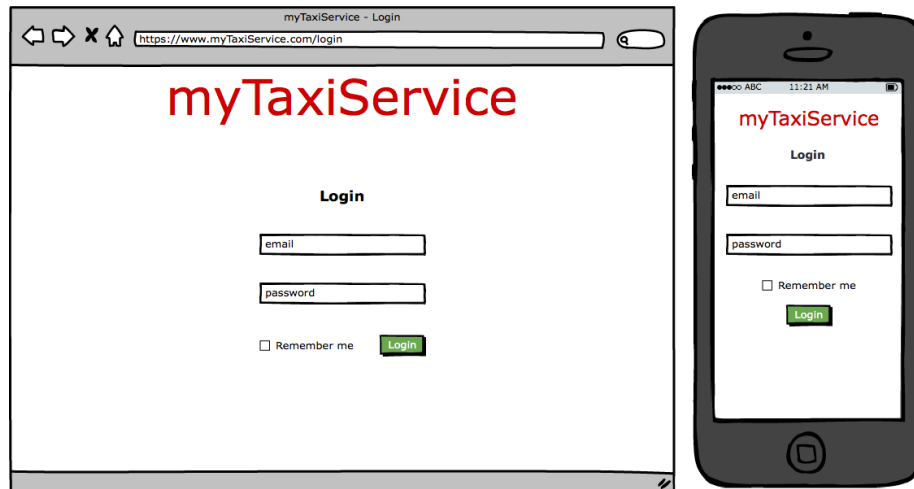 myTaxiService - Login
https://www.myTaxiService.com/login
myTaxiService
Login
email
password
Remember me
Login
ABC 11:21 AM
myTaxiService
Login
email
password
Remember me
Login